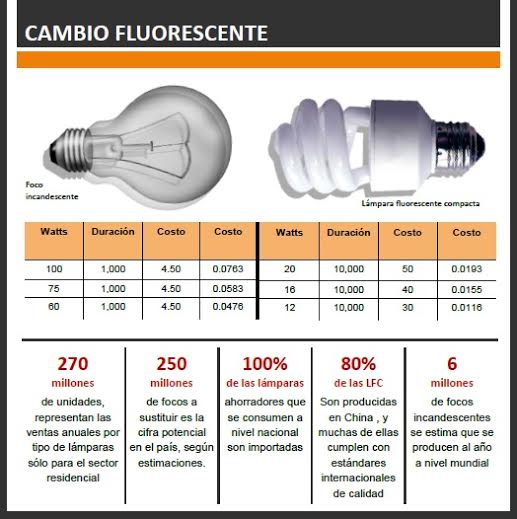 CAMBIO FLUORESCENTE
Foco
incandescente
Lámpara fluorescente compacta
Watts Duración Costo Costo Watts Duración Costo Costo
100 1,000 4.50 0.0763 20 10,000 50 0.0193
75 1,000 4.50 0.0583 16 10,000 40 0.0155
60 1,000 4.50 0.0476 12 10,000 30 0.0116
270
millones
de unidades,
representan las
ventas anuales por
tipo de lámparas
sólo para el sector
residencial
250
millones
de focos a
sustituir es la
cifra potencial
en el país, según
estimaciones.
100%
de las lámparas
ahorradores que
se consumen a
nivel nacional
son importadas
80%
de las LFC
Son producidas
en China , y
muchas de ellas
cumplen con
estándares
internacionales
de calidad
6
millones
de focos
incandescentes
se estima que se
producen al año
a nivel mundial